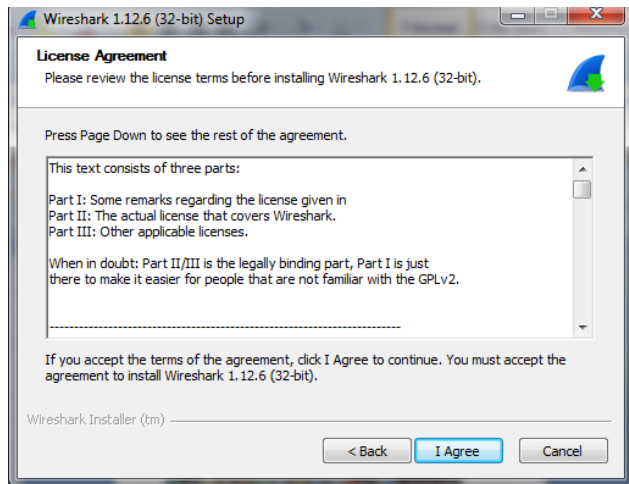 Wireshark 1.12.6 (32-bit) Setup
License Agreement
Please review the license terms before installing Wireshark 1.12.6 (32-bit).
Press Page Down to see the rest of the agreement.
This text consists of three parts:
Part I: Some remarks regarding the license given in
Part II: The actual license that covers Wireshark.
Part III: Other applicable licenses.
When in doubt: Part II/III is the legally binding part, Part I is just
there to make it easier for people that are not familiar with the GPLv2.
-----------------------------------------------------------------------
If you accept the terms of the agreement, click I Agree to continue. You must accept the
agreement to install Wireshark 1.12.6 (32-bit).
Wireshark Installer (tm)
< Back
I Agree
Cancel